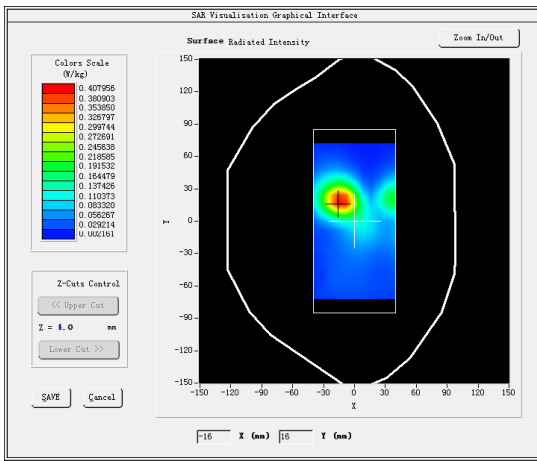 SAR Visualisation Graphical Interface
Surface Radiated Intensity
Zoom In/Out
Colors Scale
(W/kg)
0.407956
0.380903
0.353850
0.326797
0.299744
0.272691
0.245638
0.218585
0.191532
0.164479
0.137426
0.110373
0.083320
0.056267
0.029214
0.002161
Z-Cuts Control
<< Upper Cut
Z = 4.0 mm
Lower Cut >>
SAVE Cancel
150
120
90
60
30
0
-30
-60
-90
-120
-150
Y
-150 -120 -90 -60 -30 0 30 60 90 120 150
X
-16 X (mm) 16 Y (mm)